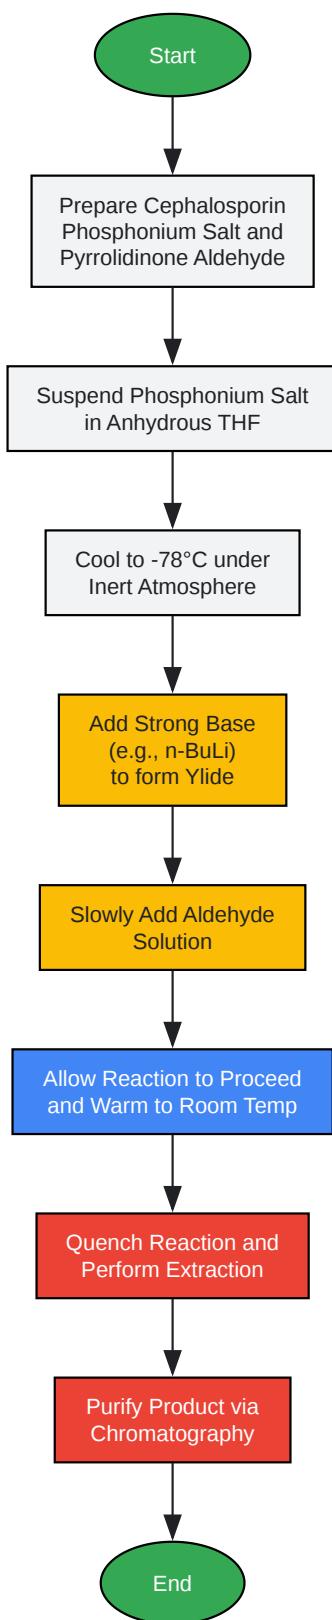 Start
Prepare Cephalosporin
Phosphonium Salt and
Pyrrolidinone Aldehyde
Suspend Phosphonium Salt
in Anhydrous THF
Cool to -78°C under
Inert Atmosphere
Add Strong Base
(e.g., n-BuLi)
to form Ylide
Slowly Add Aldehyde
Solution
Allow Reaction to Proceed
and Warm to Room Temp
Quench Reaction and
Perform Extraction
Purify Product via
Chromatography
End